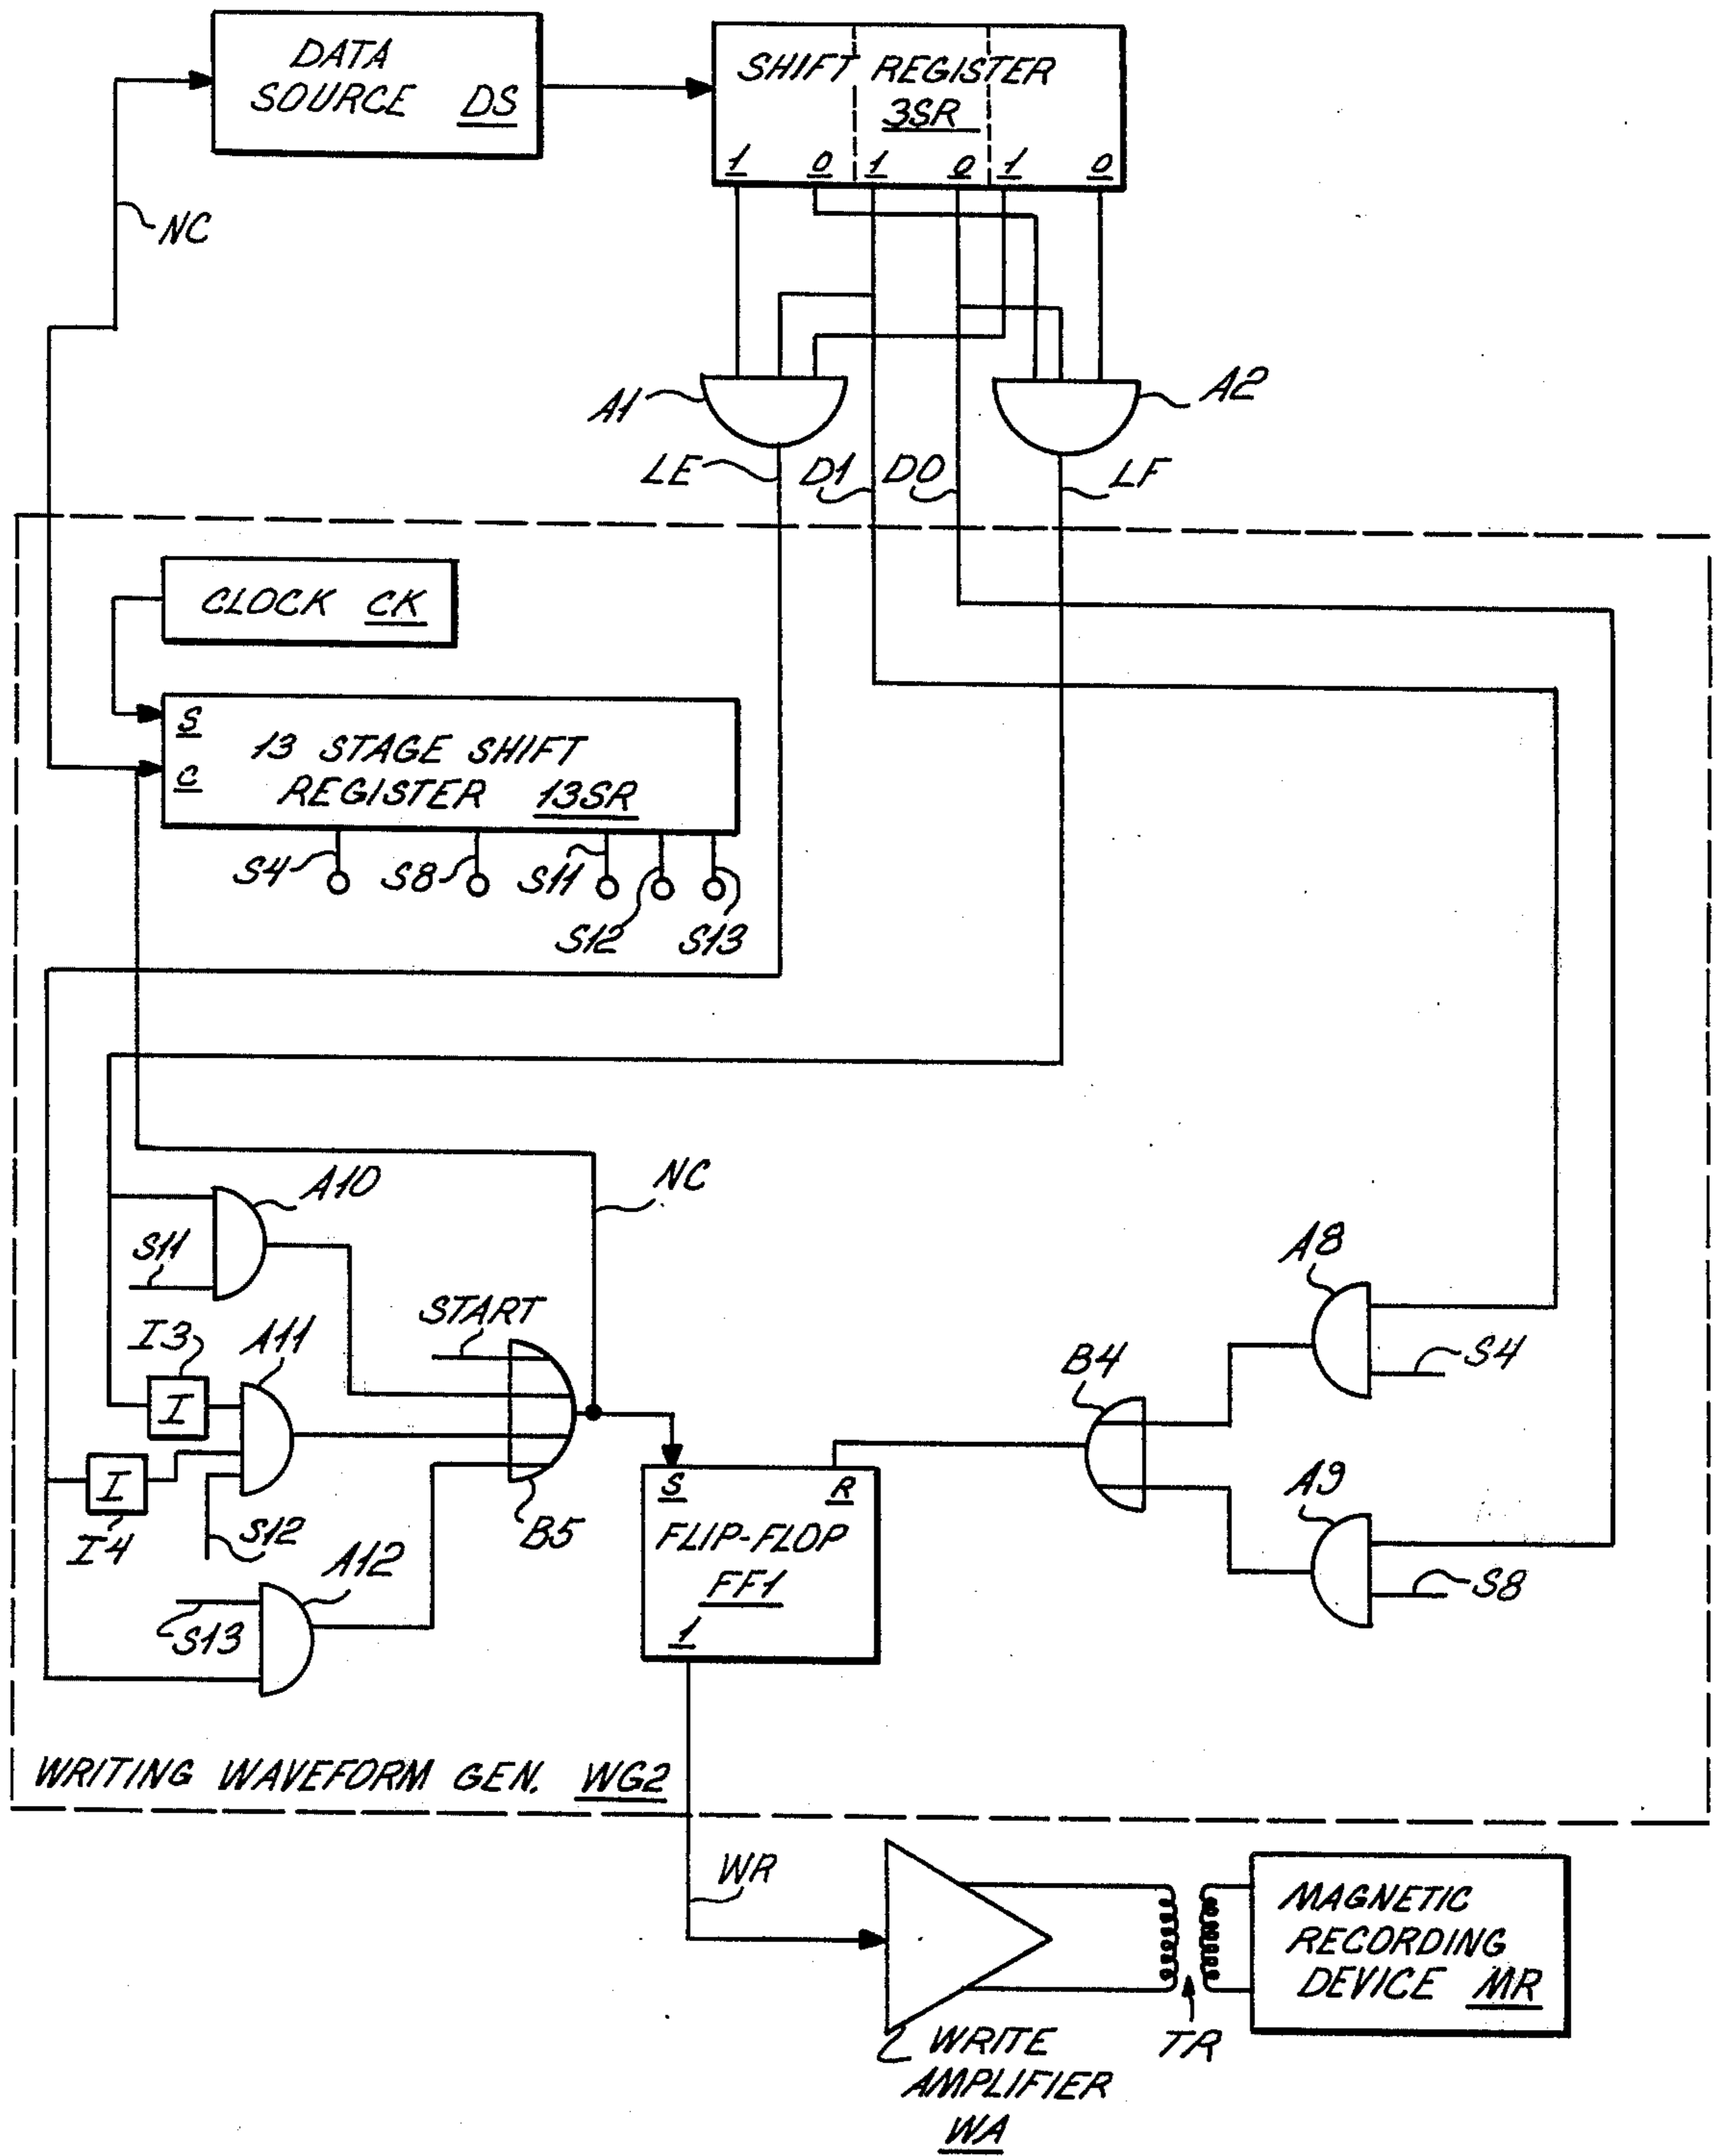 DATA
SOURCE DS
SHIFT REGISTER
3SR
1 0 1 0 1 0
NC
A1
A2
LE
D1
D0
LF
CLOCK CK
S
13 STAGE SHIFT
C
REGISTER 13SR
S4
S8
S11
S12
S13
NC
A10
S11
I3
A11
START
I
I
I4
S12
A12
S13
B5
S
R
FLIP-FLOP
FF1
1
A8
S4
B4
A9
S8
WRITING WAVEFORM GEN. WG2
WR
MAGNETIC
RECORDING
DEVICE MR
TR
WRITE
AMPLIFIER
WA